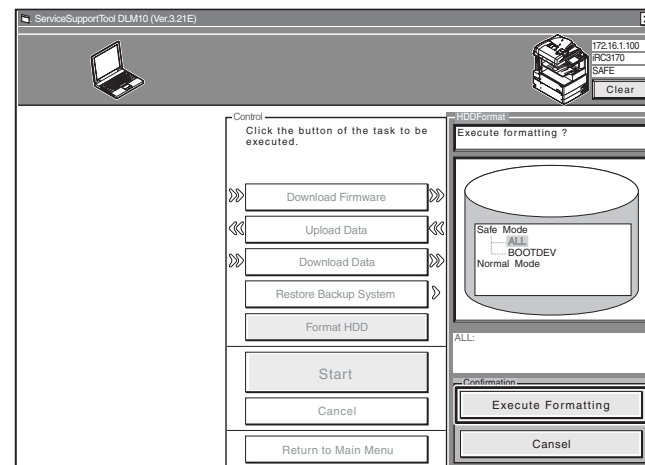 ServiceSupportTool DLM10 (Ver.3.21E)
172.16.1.100
iRC3170
SAFE
Clear
Control
Click the button of the task to be
executed.
Download Firmware
Upload Data
Download Data
Restore Backup System
Format HDD
Start
Cancel
Return to Main Menu
HDDFormat
Execute formatting ?
Safe Mode
ALL
BOOTDEV
Normal Mode
ALL:
Confirmation
Execute Formatting
Cansel